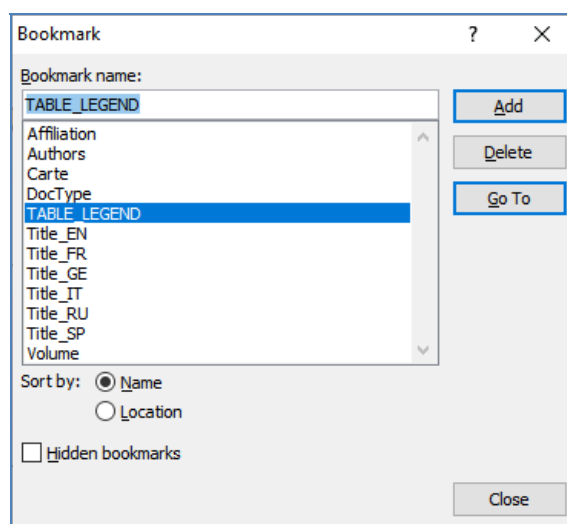 Bookmark ?
Bookmark name:
TABLE_LEGEND
Add
Affiliation
Authors
Carte
DocType
TABLE_LEGEND
Title_EN
Title_FR
Title_GE
Title_IT
Title_RU
Title_SP
Volume
Delete
Go To
Sort by: Name
Location
Hidden bookmarks
Close